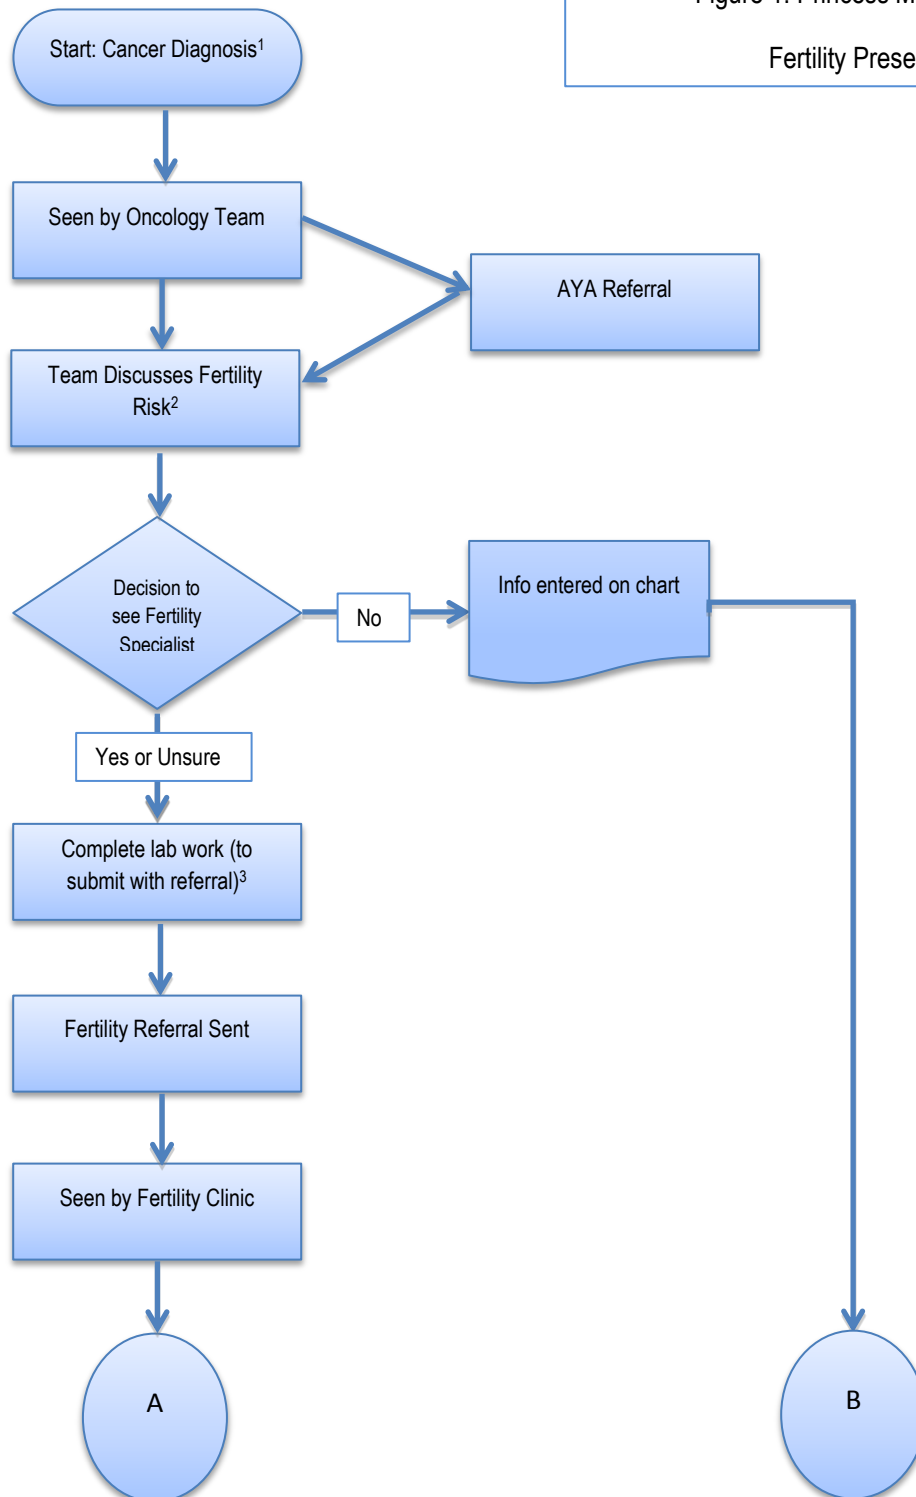 Fertility Prese
Start: Cancer Diagnosis¹
Seen by Oncology Team
AYA Referral
Team Discusses Fertility
Risk²
Decision to
see Fertility
Specialist
No
Info entered on chart
Yes or Unsure
Complete lab work (to
submit with referral)³
Fertility Referral Sent
Seen by Fertility Clinic
A
B